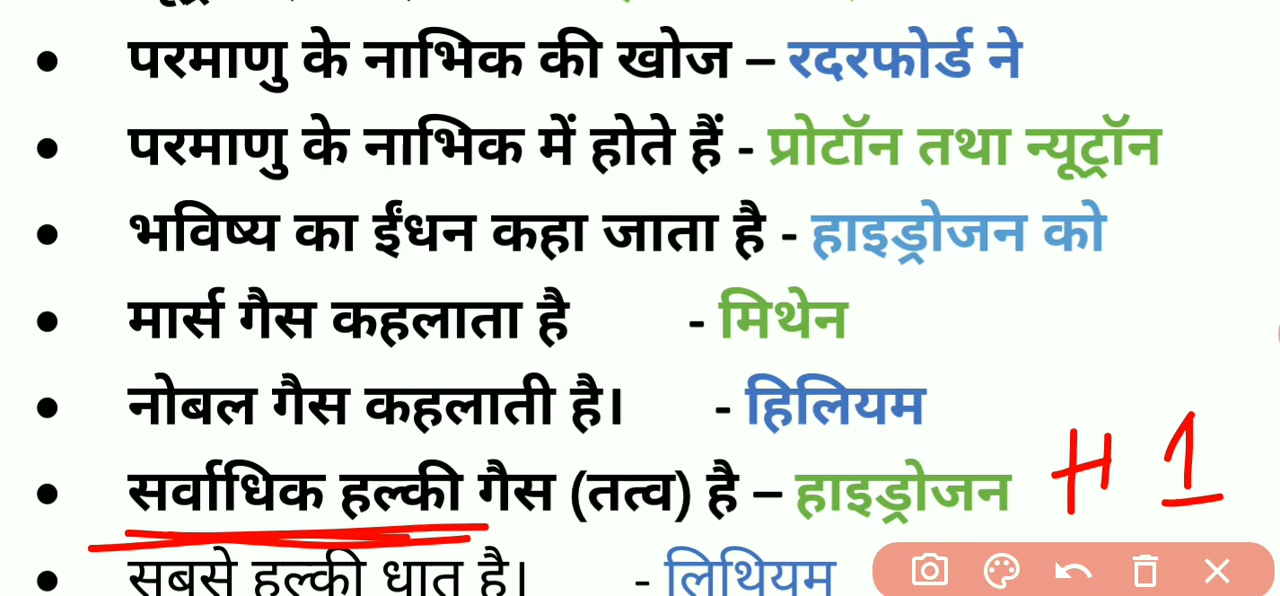 • परमाणु के नाभिक की खोज – रदरफोर्ड ने
• परमाणु के नाभिक में होते हैं - प्रोटॉन तथा न्यूट्रॉन
• भविष्य का ईंधन कहा जाता है - हाइड्रोजन को
• मार्स गैस कहलाता है - मिथेन
• नोबल गैस कहलाती है। - हिलियम
• सर्वाधिक हल्की गैस (तत्व) है – हाइड्रोजन H 1
• सबसे हल्की धातु है। - लिथियम